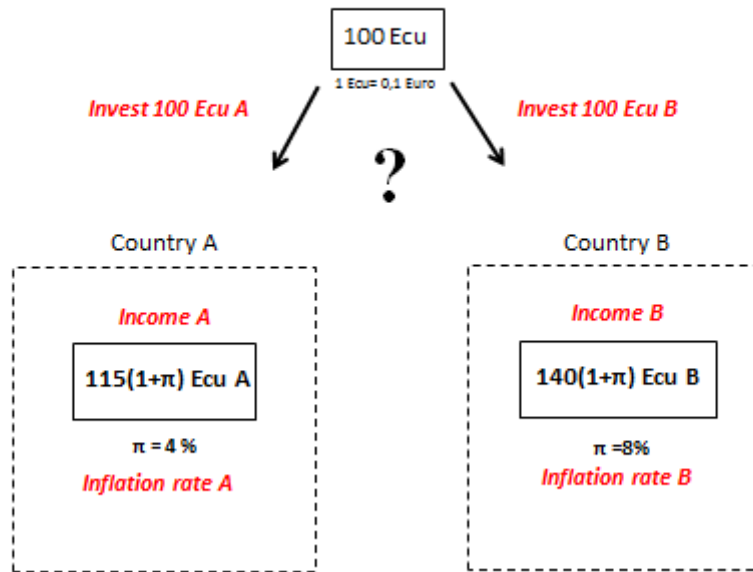 100 Ecu
1 Ecu= 0,1 Euro
Invest 100 Ecu A
Invest 100 Ecu B
?
Country A
Country B
Income A
115(1+π) Ecu A
π = 4 %
Inflation rate A
Income B
140(1+π) Ecu B
π =8%
Inflation rate B